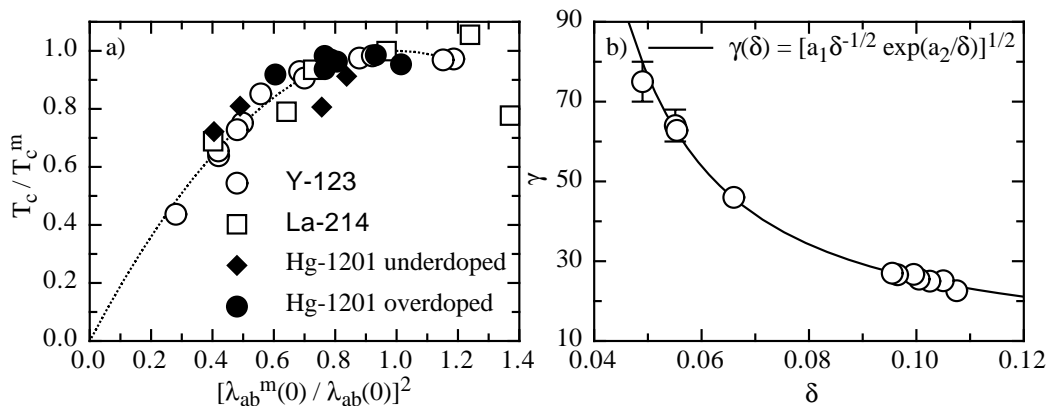 a)
T_c / T_c^m
1.0
0.8
0.6
0.4
0.2
0.0
Y-123
La-214
Hg-1201 underdoped
Hg-1201 overdoped
0.0 0.2 0.4 0.6 0.8 1.0 1.2 1.4
[λ_ab^m(0) / λ_ab(0)]^2
b)
γ(δ) = [a_1δ^-1/2 exp(a_2/δ)]^1/2
γ
90
70
50
30
10
0.04 0.06 0.08 0.10 0.12
δ